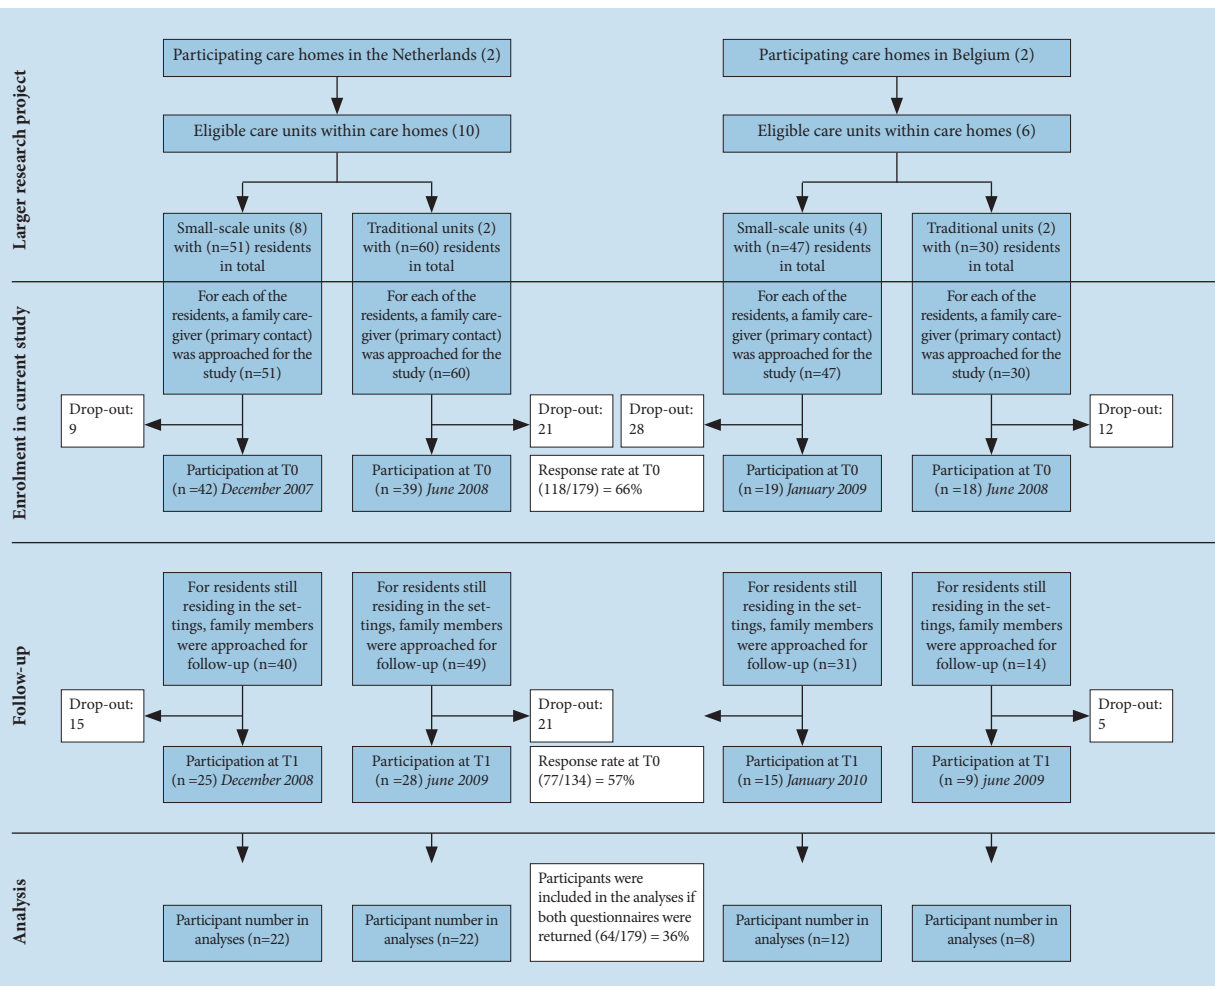 Larger research project
Participating care homes in the Netherlands (2)
Participating care homes in Belgium (2)
Eligible care units within care homes (10)
Eligible care units within care homes (6)
Small-scale units (8)
with (n=51) residents
in total
Traditional units (2)
with (n=60) residents
in total
Small-scale units (4)
with (n=47) residents
in total
Traditional units (2)
with (n=30) residents
in total
Enrolment in current study
For each of the
residents, a family care-
giver (primary contact)
was approached for the
study (n=51)
For each of the
residents, a family care-
giver (primary contact)
was approached for the
study (n=60)
For each of the
residents, a family care-
giver (primary contact)
was approached for the
study (n=47)
For each of the
residents, a family care-
giver (primary contact)
was approached for the
study (n=30)
Drop-out:
9
Drop-out:
21
Drop-out:
28
Drop-out:
12
Participation at T0
(n =42) December 2007
Participation at T0
(n =39) June 2008
Response rate at T0
(118/179) = 66%
Participation at T0
(n =19) January 2009
Participation at T0
(n =18) June 2008
Follow-up
For residents still
residing in the set-
tings, family members
were approached for
follow-up (n=40)
For residents still
residing in the set-
tings, family members
were approached for
follow-up (n=49)
For residents still
residing in the set-
tings, family members
were approached for
follow-up (n=31)
For residents still
residing in the set-
tings, family members
were approached for
follow-up (n=14)
Drop-out:
15
Drop-out:
21
Drop-out:
5
Participation at T1
(n =25) December 2008
Participation at T1
(n =28) june 2009
Response rate at T0
(77/134) = 57%
Participation at T1
(n =15) January 2010
Participation at T1
(n =9) june 2009
Analysis
Participant number in
analyses (n=22)
Participant number in
analyses (n=22)
Participants were
included in the analyses if
both questionnaires were
returned (64/179) = 36%
Participant number in
analyses (n=12)
Participant number in
analyses (n=8)